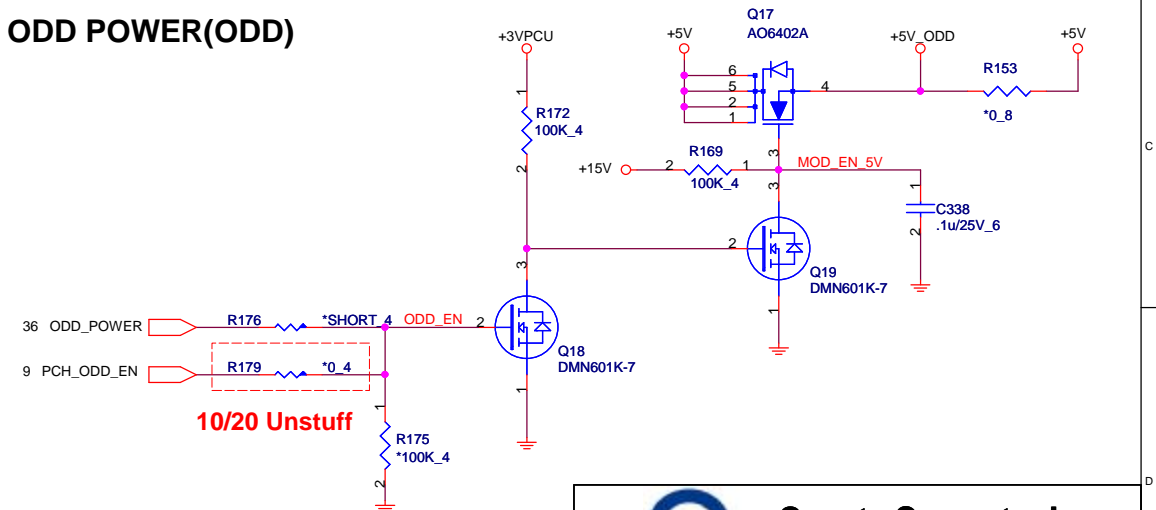 ODD POWER(ODD)
Q17
AO6402A
+3VPCU
+5V
+5V_ODD
+5V
6
5
2
1
4
3
R153
*0_8
1
R172
100K_4
2
+15V
2
R169
1
100K_4
MOD_EN_5V
C
1
C338
.1u/25V_6
2
3
2
Q19
DMN601K-7
1
3
36 ODD_POWER
R176
*SHORT_4
ODD_EN
2
Q18
DMN601K-7
1
9 PCH_ODD_EN
R179
*0_4
10/20 Unstuff
1
R175
*100K_4
2
D